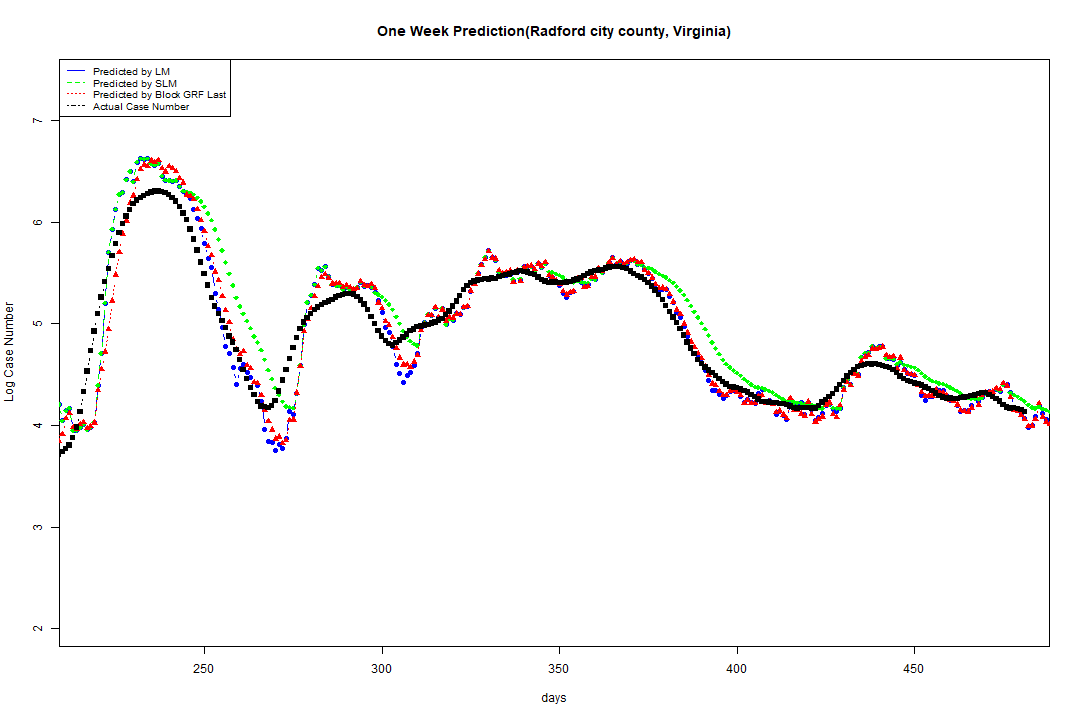 One Week Prediction(Radford city county, Virginia)
Predicted by LM
Predicted by SLM
Predicted by Block GRF Last
Actual Case Number
Log Case Number
7
6
5
4
3
2
250 300 350 400 450
days